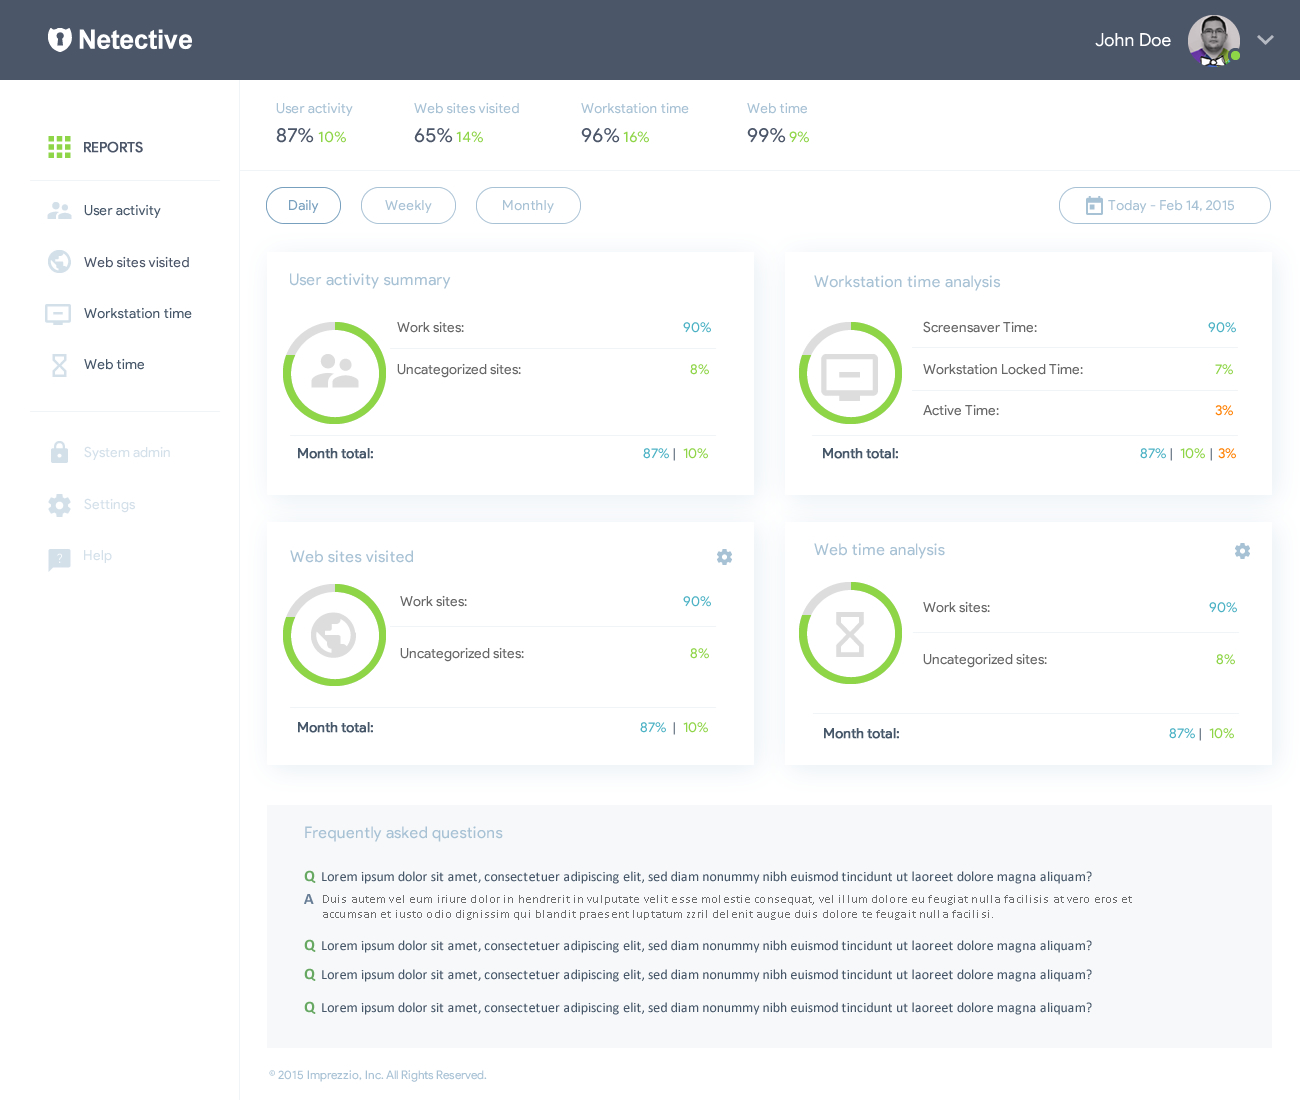 Netective
John Doe
User activity
Web sites visited
Workstation time
Web time
87% 10%
65% 14%
96% 16%
99% 9%
REPORTS
User activity
Web sites visited
Workstation time
Web time
System admin
Settings
Help
Daily
Weekly
Monthly
Today - Feb 14, 2015
User activity summary
Work sites: 90%
Uncategorized sites: 8%
Month total: 87% | 10%
Workstation time analysis
Screensaver Time: 90%
Workstation Locked Time: 7%
Active Time: 3%
Month total: 87% | 10% | 3%
Web sites visited
Work sites: 90%
Uncategorized sites: 8%
Month total: 87% | 10%
Web time analysis
Work sites: 90%
Uncategorized sites: 8%
Month total: 87% | 10%
Frequently asked questions
Q Lorem ipsum dolor sit amet, consectetuer adipiscing elit, sed diam nonummy nibh euismod tincidunt ut laoreet dolore magna aliquam?
A Duis autem vel eum iriure dolor in hendrerit in vulputate velit esse molestie consequat, vel illum dolore eu feugiat nulla facilisis at vero eros et
accumsan et iusto odio dignissim qui blandit praesent luptatum zzril delenit augue duis dolore te feugait nulla facilisi.
Q Lorem ipsum dolor sit amet, consectetuer adipiscing elit, sed diam nonummy nibh euismod tincidunt ut laoreet dolore magna aliquam?
Q Lorem ipsum dolor sit amet, consectetuer adipiscing elit, sed diam nonummy nibh euismod tincidunt ut laoreet dolore magna aliquam?
Q Lorem ipsum dolor sit amet, consectetuer adipiscing elit, sed diam nonummy nibh euismod tincidunt ut laoreet dolore magna aliquam?
© 2015 Imprezzio, Inc. All Rights Reserved.